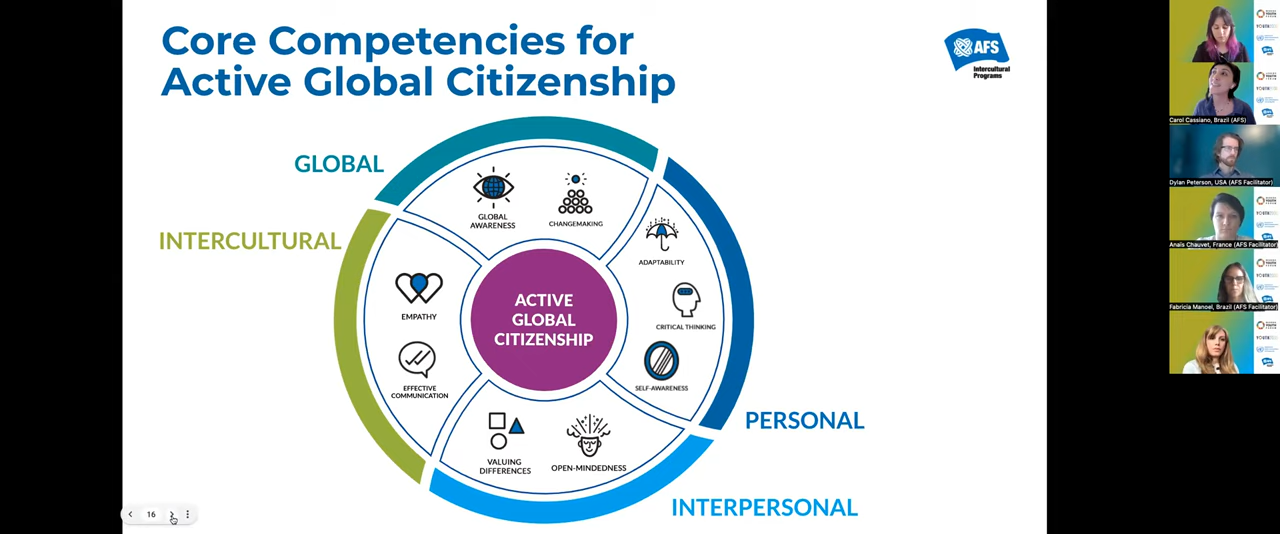 Core Competencies for
Active Global Citizenship
AFS
Intercultural
Programs
GLOBAL
INTERCULTURAL
GLOBAL
AWARENESS
CHANGEMAKING
ADAPTABILITY
EMPATHY
ACTIVE
GLOBAL
CITIZENSHIP
CRITICAL THINKING
EFFECTIVE
COMMUNICATION
SELF-AWARENESS
PERSONAL
VALUING
DIFFERENCES
OPEN-MINDEDNESS
INTERPERSONAL
16
Carol Cassiano, Brazil (AFS)
Dylan Peterson, USA (AFS Facilitator)
Anaïs Chauvet, France (AFS Facilitator)
Fabricia Manoel, Brazil (AFS Facilitator)